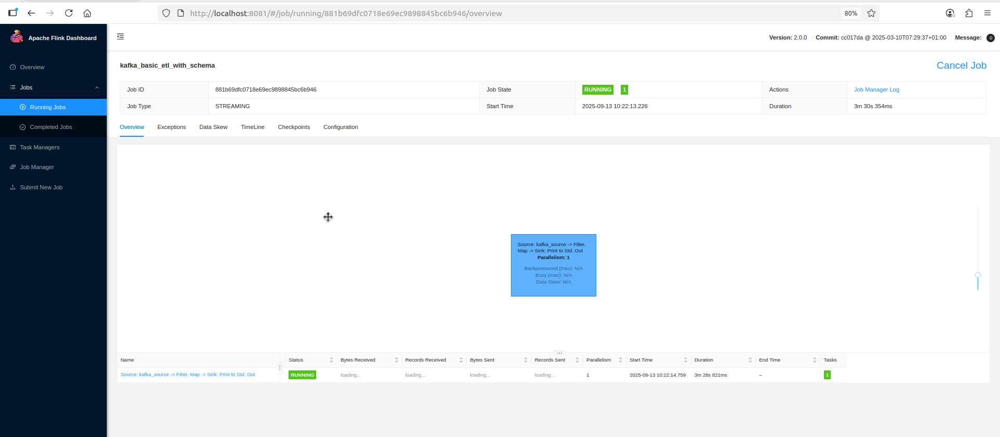 http://localhost:8081/#/job/running/881b69dfc0718e69ec9898845bc6b946/overview 80%
Apache Flink Dashboard
Version: 2.0.0 Commit: cc017da @ 2025-03-10T07:29:37+01:00 Message: 0
Overview
Jobs
Running Jobs
Completed Jobs
Task Managers
Job Manager
Submit New Job
kafka_basic_etl_with_schema Cancel Job
Job ID 881b69dfc0718e69ec9898845bc6b946 Job State RUNNING 1 Actions Job Manager Log
Job Type STREAMING Start Time 2025-09-13 10:22:13.226 Duration 3m 30s 354ms
Overview Exceptions Data Skew TimeLine Checkpoints Configuration
Source: kafka_source -> Filter,
Map -> Sink: Print to Std. Out
Parallelism: 1
Backpressured (max): N/A
Busy (max): N/A
Data Skew: N/A
Name Status Bytes Received Records Received Bytes Sent Records Sent Parallelism Start Time Duration End Time Tasks
Source: kafka_source -> Filter, Map -> Sink: Print to Std. Out RUNNING loading... loading... loading... loading... 1 2025-09-13 10:22:14.759 3m 28s 821ms – 1